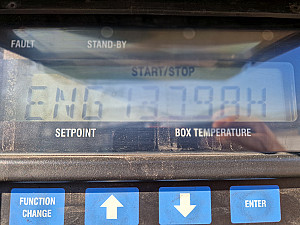 FAULT STAND-BY
START/STOP
ENG 13798H
SETPOINT BOX TEMPERATURE
FUNCTION CHANGE
ENTER